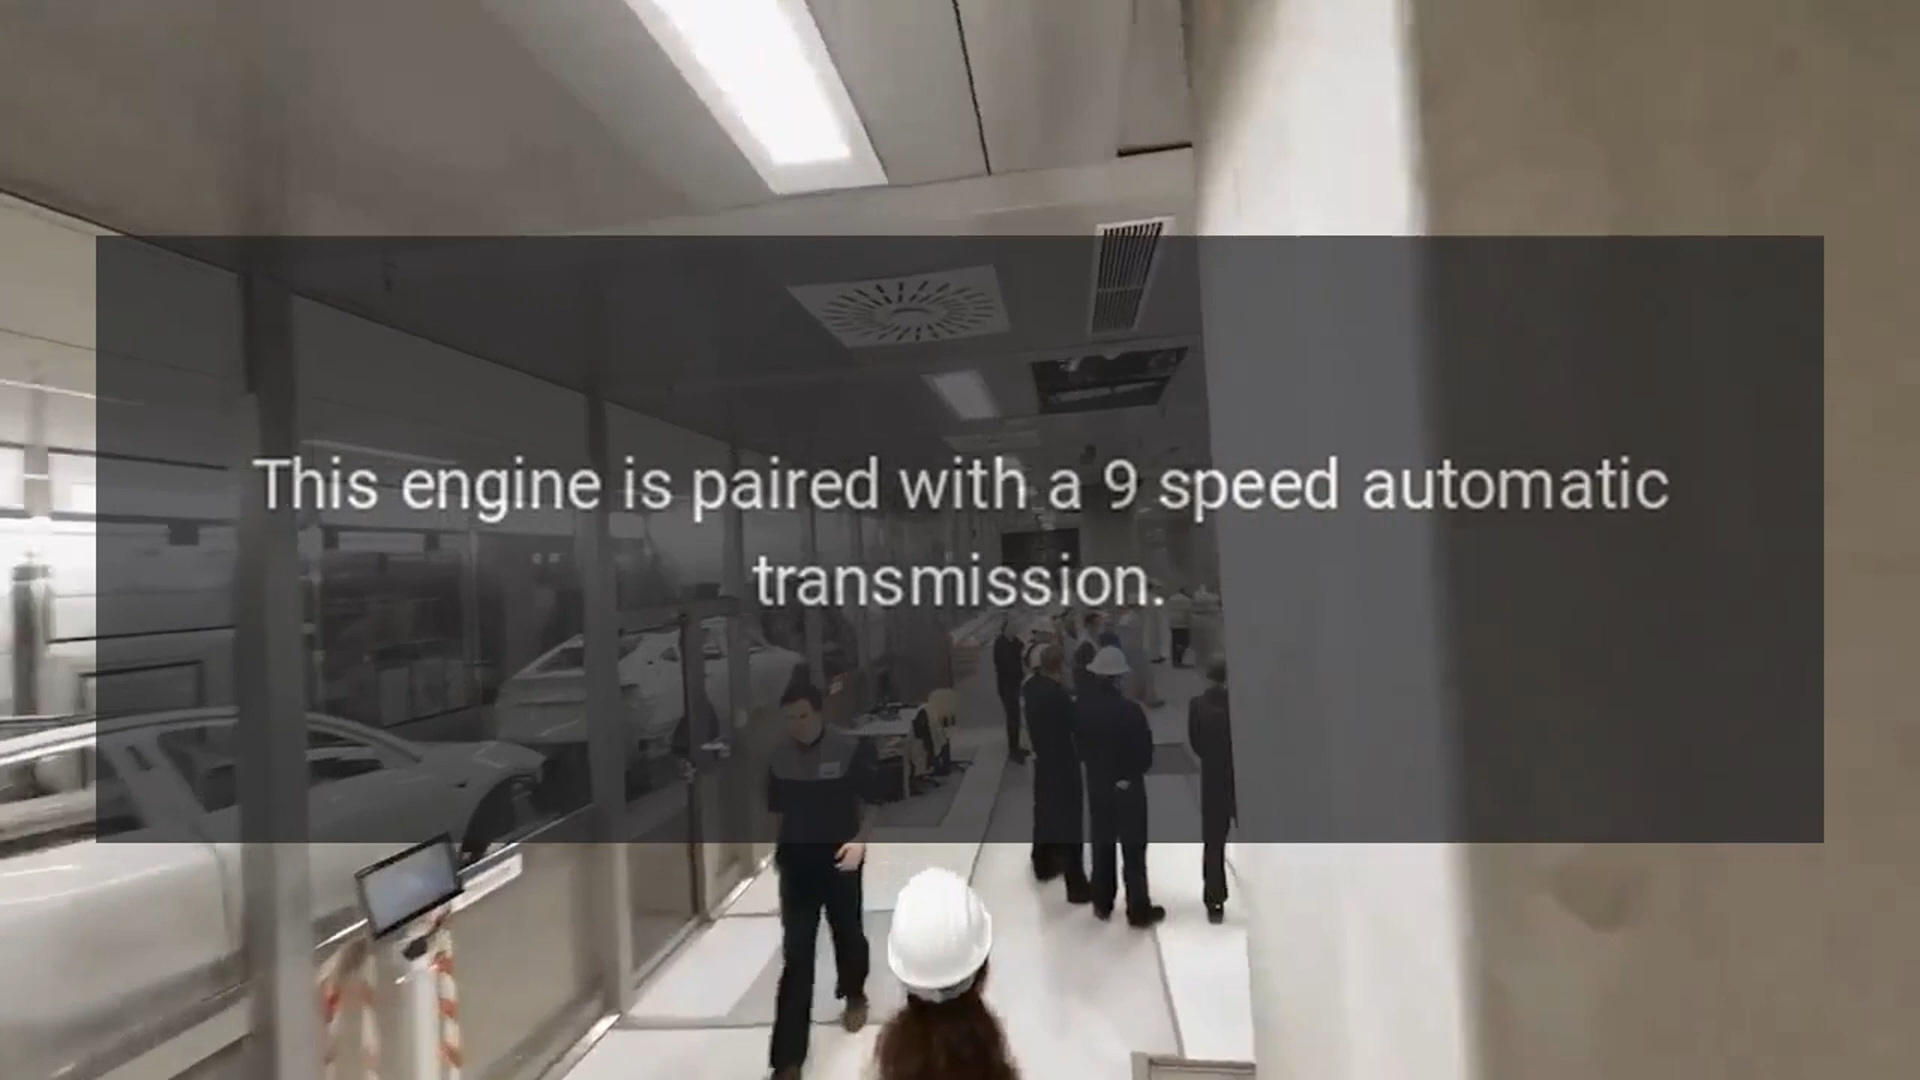 This engine is paired with a 9 speed automatic
transmission.